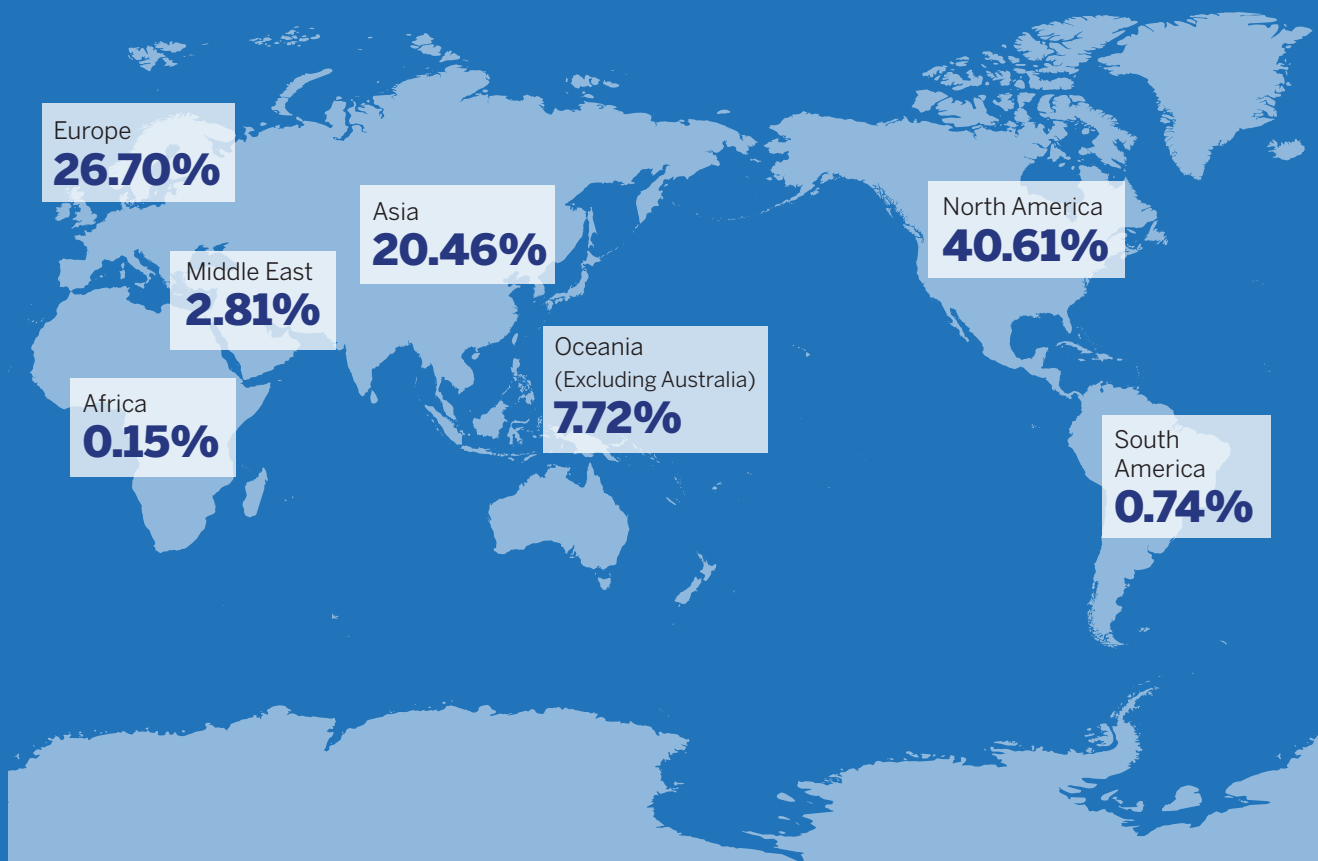 Europe
26.70%
Asia
20.46%
North America
40.61%
Middle East
2.81%
Oceania
(Excluding Australia)
7.72%
Africa
0.15%
South
America
0.74%